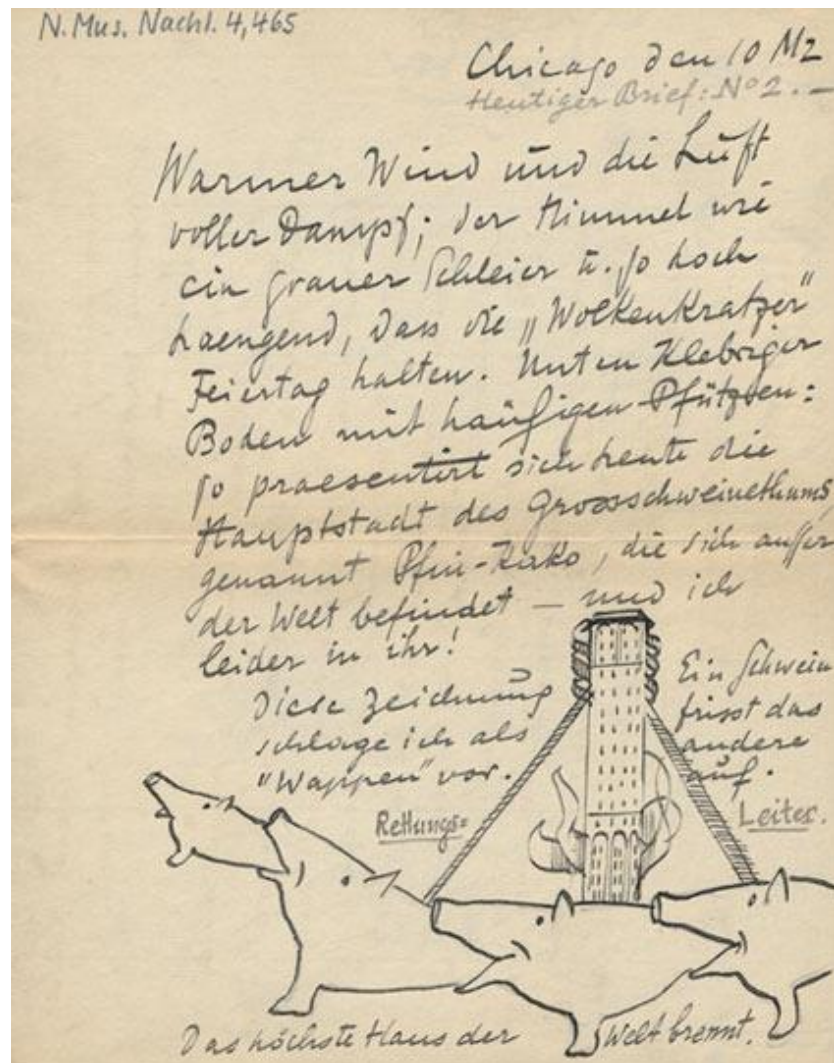 N. Mus. Nachl. 4,465
Chicago den 10 Mz
Heutiger Brief: No 2. —
Warmer Wind und die Luft
voller Dampf; der Himmel wie
ein grauer Schleier u. so hoch
haengend, dass die „Wolkenkratzer"
Feiertag halten. Unten Klebriger
Boden mit haüfigen Pfützen:
so praesentirt sich heute die
Hauptstadt des Grossschweinethums,
genannt Pfui-Kako, die sich ausser
der Welt befindet — und ich
leider in ihr!
Diese Zeichnung
schlage ich als
"Wappen" vor.
Ein Schwein
frisst das
andere
auf.
Rettungs=
Leiter.
Das höchste Haus der Welt brennt.